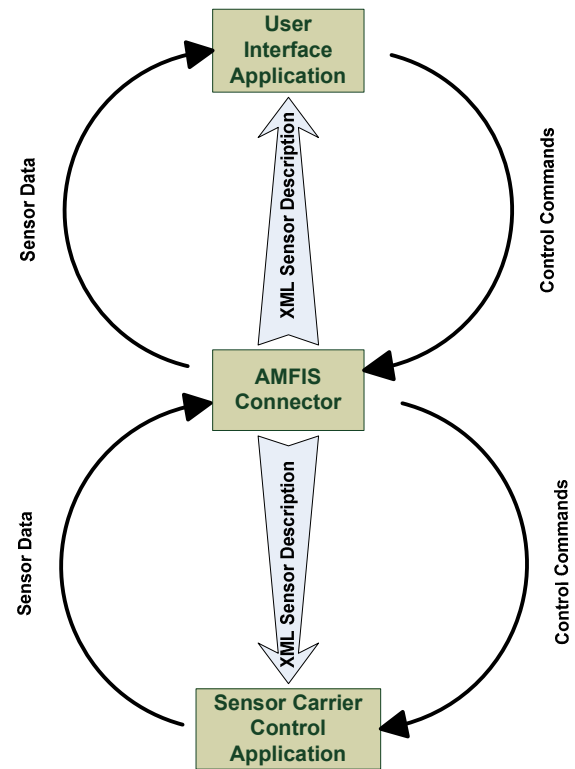 User
Interface
Application
Sensor Data
XML Sensor Description
Control Commands
AMFIS
Connector
Sensor Data
XML Sensor Description
Control Commands
Sensor Carrier
Control
Application